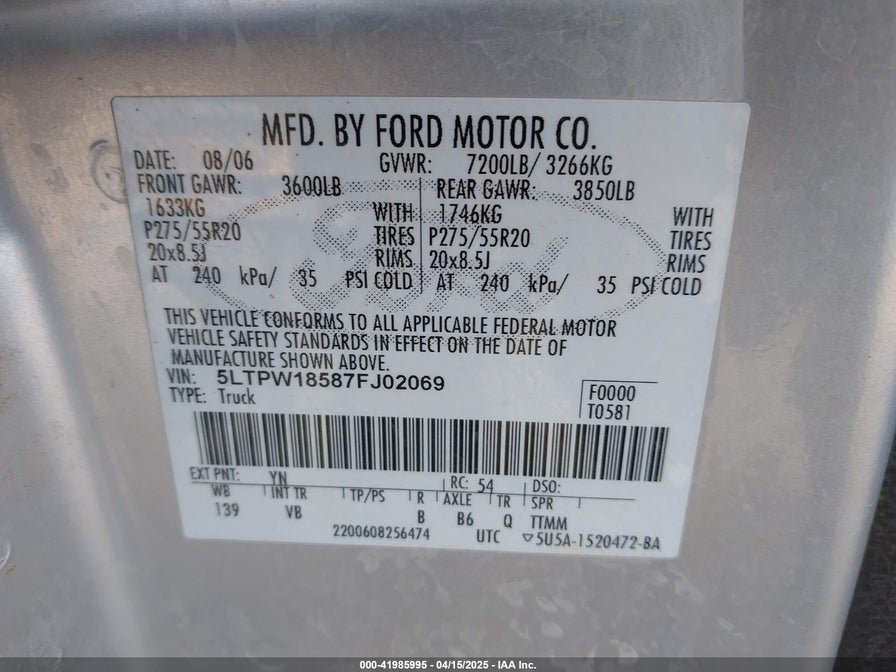 MFD. BY FORD MOTOR CO.
DATE: 08/06 GVWR: 7200LB/ 3266KG
FRONT GAWR: 3600LB REAR GAWR: 3850LB
1633KG WITH 1746KG WITH
P275/55R20 TIRES P275/55R20 TIRES
20x8.5J RIMS 20x8.5J RIMS
AT 240 kPa/ 35 PSI COLD AT 240 kPa/ 35 PSI COLD
Ford
THIS VEHICLE CONFORMS TO ALL APPLICABLE FEDERAL MOTOR
VEHICLE SAFETY STANDARDS IN EFFECT ON THE DATE OF
MANUFACTURE SHOWN ABOVE.
VIN: 5LTPW18587FJ02069
TYPE: Truck
F0000
T0581
EXT PNT: YN RC: 54 DSO:
WB INT TR TP/PS R AXLE TR SPR
139 VB B B6 Q TTMM
2200608256474 UTC ▽5U5A-1520472-BA
000-41985995 - 04/15/2025 - IAA Inc.